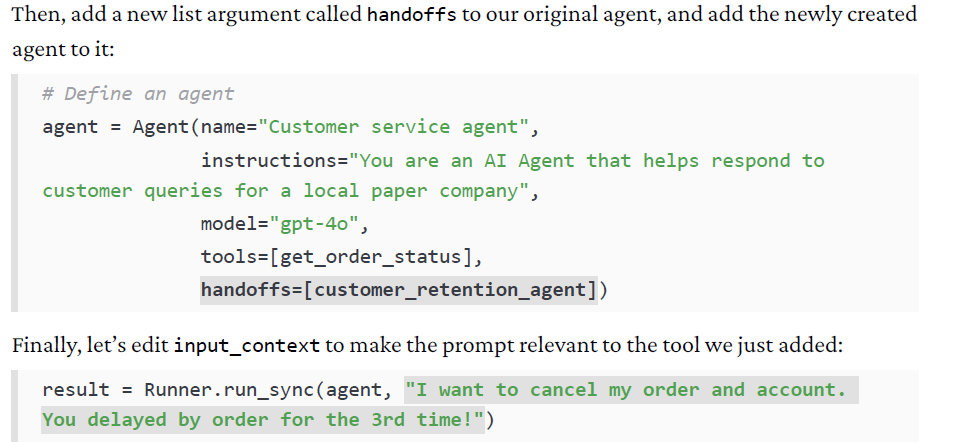 Then, add a new list argument called handoffs to our original agent, and add the newly created
agent to it:
# Define an agent
agent = Agent(name="Customer service agent",
instructions="You are an AI Agent that helps respond to
customer queries for a local paper company",
model="gpt-4o",
tools=[get_order_status],
handoffs=[customer_retention_agent])
Finally, let’s edit input_context to make the prompt relevant to the tool we just added:
result = Runner.run_sync(agent, "I want to cancel my order and account.
You delayed by order for the 3rd time!")